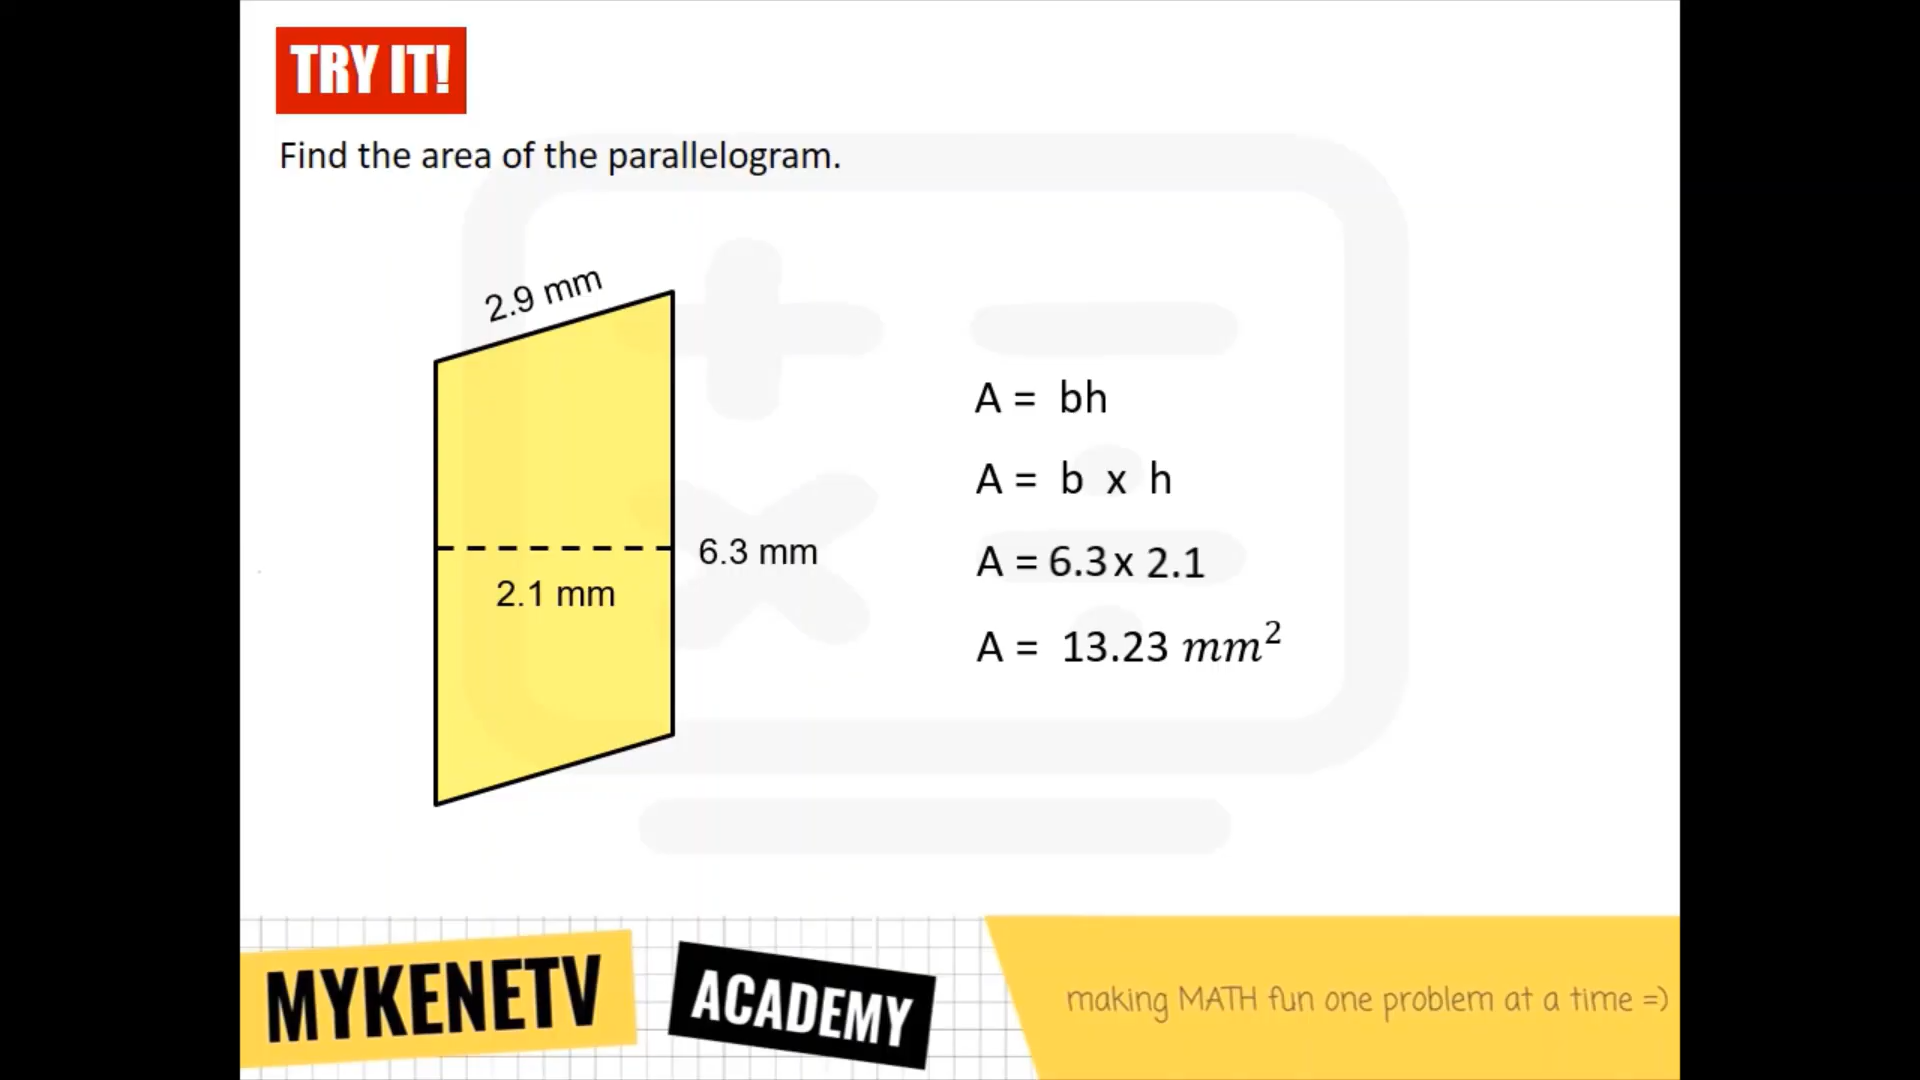 TRY IT!
Find the area of the parallelogram.
2.9 mm
6.3 mm
2.1 mm
A = bh
A = b x h
A = 6.3 x 2.1
A = 13.23 mm²
MYKENETV
ACADEMY
making MATH fun one problem at a time =)